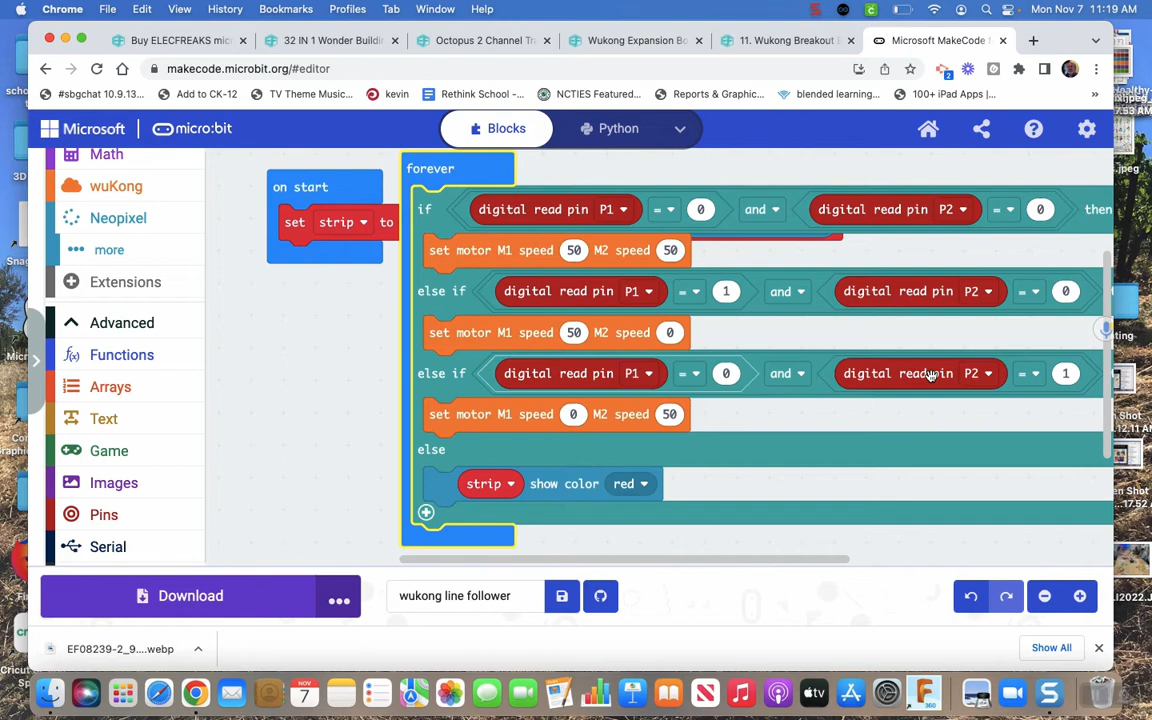 Chrome File Edit View History Bookmarks Profiles Tab Window Help Mon Nov 7 11:19 AM
Buy ELECFREAKS mi 32 IN 1 Wonder Buildin Octopus 2 Channel Tr Wukong Expansion Bo 11. Wukong Breakout B Microsoft MakeCode
makecode.microbit.org/#editor
#sbgchat 10.9.13... Add to CK-12 TV Theme Music... kevin Rethink School -... NCTIES Featured... Reports & Graphic... blended learning... 100+ iPad Apps |... »
Microsoft micro:bit Blocks Python
Math
wuKong
Neopixel
more
Extensions
Advanced
Functions
Arrays
Text
Game
Images
Pins
Serial
on start
set strip to
forever
if digital read pin P1 = 0 and digital read pin P2 = 0 then
set motor M1 speed 50 M2 speed 50
else if digital read pin P1 = 1 and digital read pin P2 = 0
set motor M1 speed 50 M2 speed 0
else if digital read pin P1 = 0 and digital read pin P2 = 1
set motor M1 speed 0 M2 speed 50
else
strip show color red
Download ... wukong line follower
EF08239-2_9....webp Show All